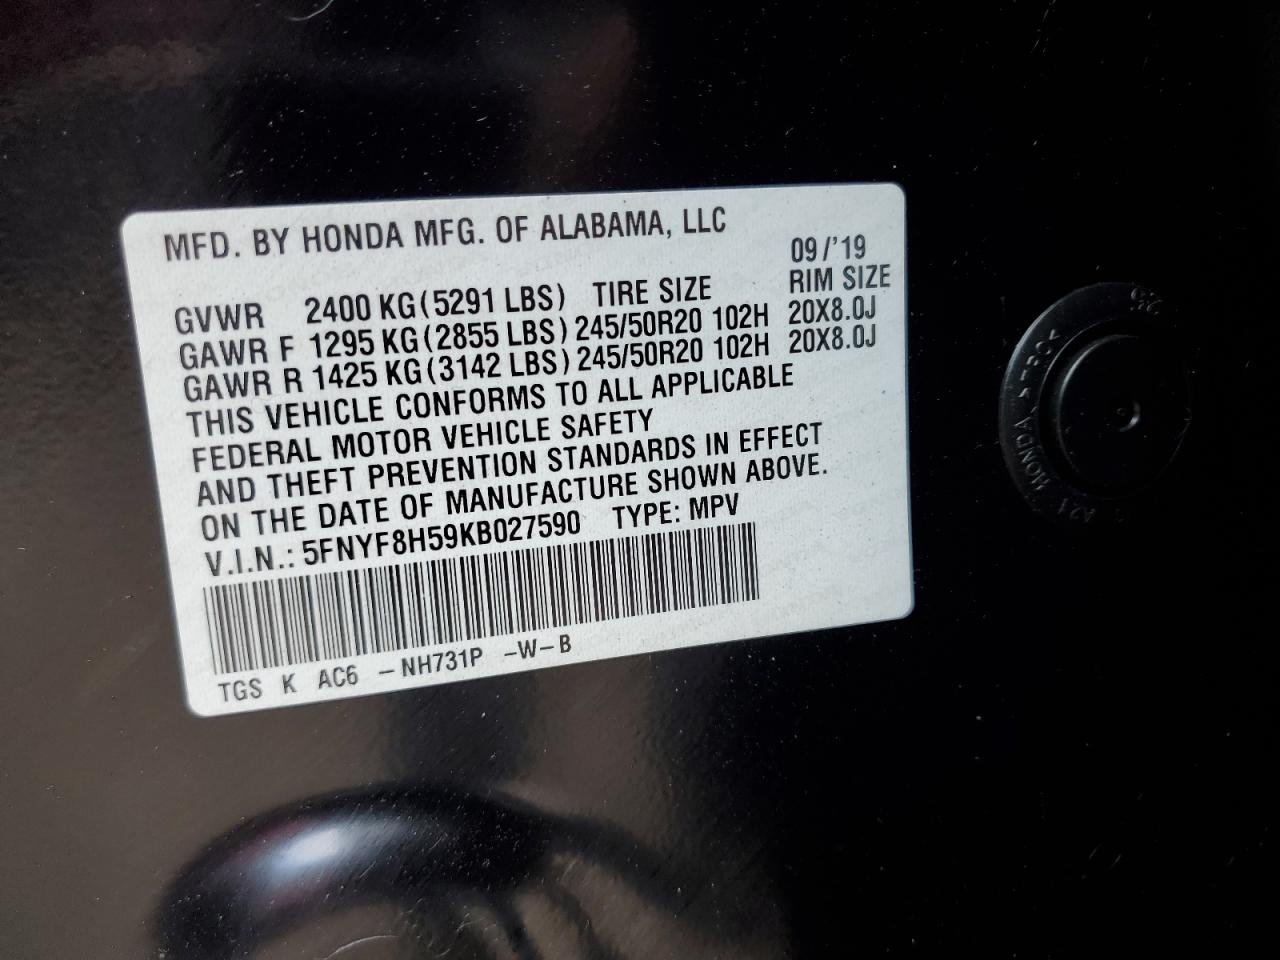 MFD. BY HONDA MFG. OF ALABAMA, LLC
09/'19
GVWR 2400 KG(5291 LBS) TIRE SIZE RIM SIZE
GAWR F 1295 KG(2855 LBS) 245/50R20 102H 20X8.0J
GAWR R 1425 KG(3142 LBS) 245/50R20 102H 20X8.0J
THIS VEHICLE CONFORMS TO ALL APPLICABLE
FEDERAL MOTOR VEHICLE SAFETY
AND THEFT PREVENTION STANDARDS IN EFFECT
ON THE DATE OF MANUFACTURE SHOWN ABOVE.
V.I.N.: 5FNYF8H59KB027590 TYPE: MPV
TGS K AC6 -NH731P -W-B
HONDA